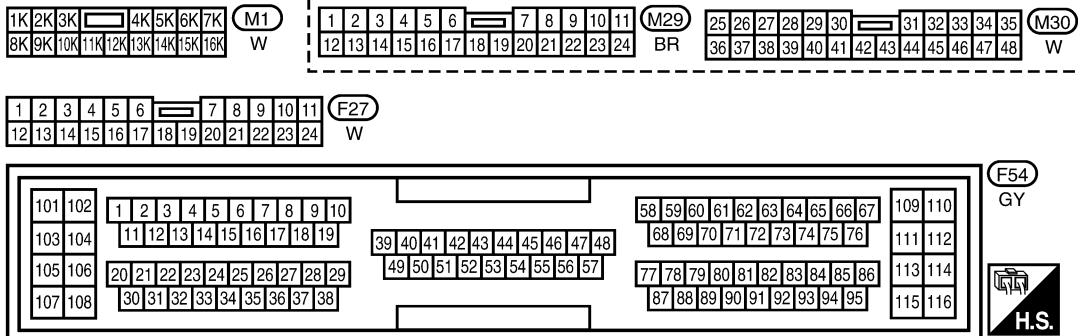 1K 2K 3K 4K 5K 6K 7K M1
8K 9K 10K 11K 12K 13K 14K 15K 16K W
1 2 3 4 5 6 7 8 9 10 11 M29
12 13 14 15 16 17 18 19 20 21 22 23 24 BR
25 26 27 28 29 30 31 32 33 34 35 M30
36 37 38 39 40 41 42 43 44 45 46 47 48 W
1 2 3 4 5 6 7 8 9 10 11 F27
12 13 14 15 16 17 18 19 20 21 22 23 24 W
F54
GY
101 102
103 104
105 106
107 108
1 2 3 4 5 6 7 8 9 10
11 12 13 14 15 16 17 18 19
20 21 22 23 24 25 26 27 28 29
30 31 32 33 34 35 36 37 38
39 40 41 42 43 44 45 46 47 48
49 50 51 52 53 54 55 56 57
58 59 60 61 62 63 64 65 66 67
68 69 70 71 72 73 74 75 76
77 78 79 80 81 82 83 84 85 86
87 88 89 90 91 92 93 94 95
109 110
111 112
113 114
115 116
H.S.